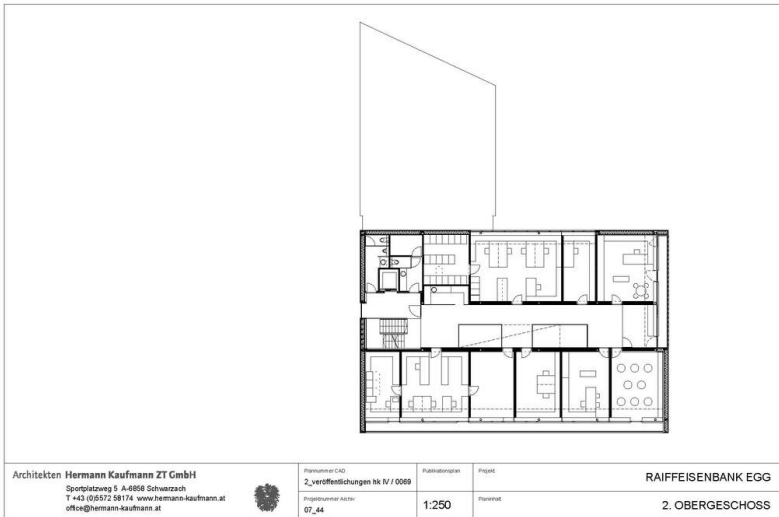 Architekten Hermann Kaufmann ZT GmbH
Sportplatzweg 5 A-6858 Schwarzach
T +43 (0)5572 58174 www.hermann-kaufmann.at
office@hermann-kaufmann.at
Plannummer CAD
2_veröffentlichungen hk IV / 0069
Projektnummer Archiv
07_44
Publikationsplan
1:250
Projekt
RAIFFEISENBANK EGG
Planinhalt
2. OBERGESCHOSS